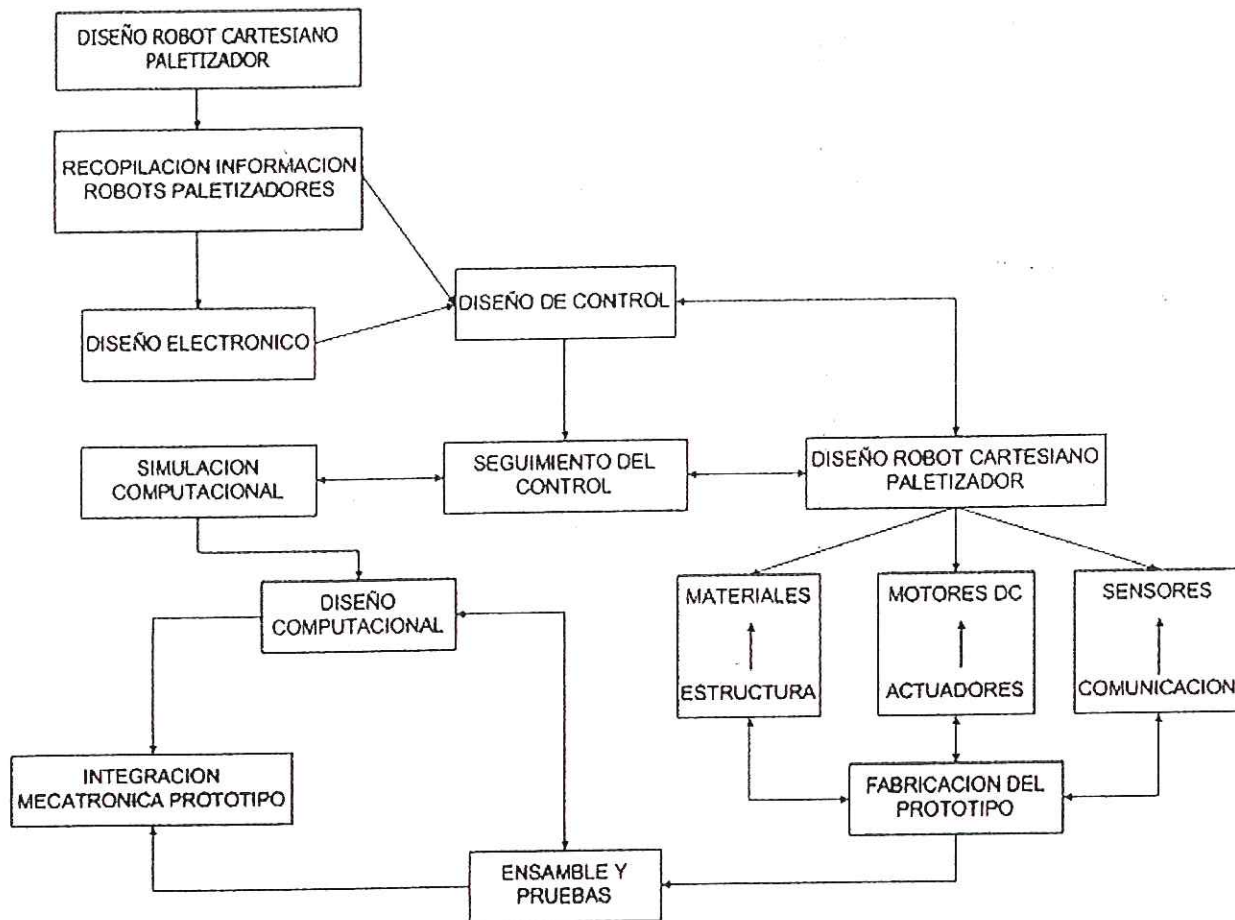 DISEÑO ROBOT CARTESIANO
PALETIZADOR
RECOPILACION INFORMACION
ROBOTS PALETIZADORES
DISEÑO DE CONTROL
DISEÑO ELECTRONICO
SIMULACION
COMPUTACIONAL
SEGUIMIENTO DEL
CONTROL
DISEÑO ROBOT CARTESIANO
PALETIZADOR
DISEÑO
COMPUTACIONAL
MATERIALES
ESTRUCTURA
MOTORES DC
ACTUADORES
SENSORES
COMUNICACION
INTEGRACION
MECATRONICA PROTOTIPO
FABRICACION DEL
PROTOTIPO
ENSAMBLE Y
PRUEBAS